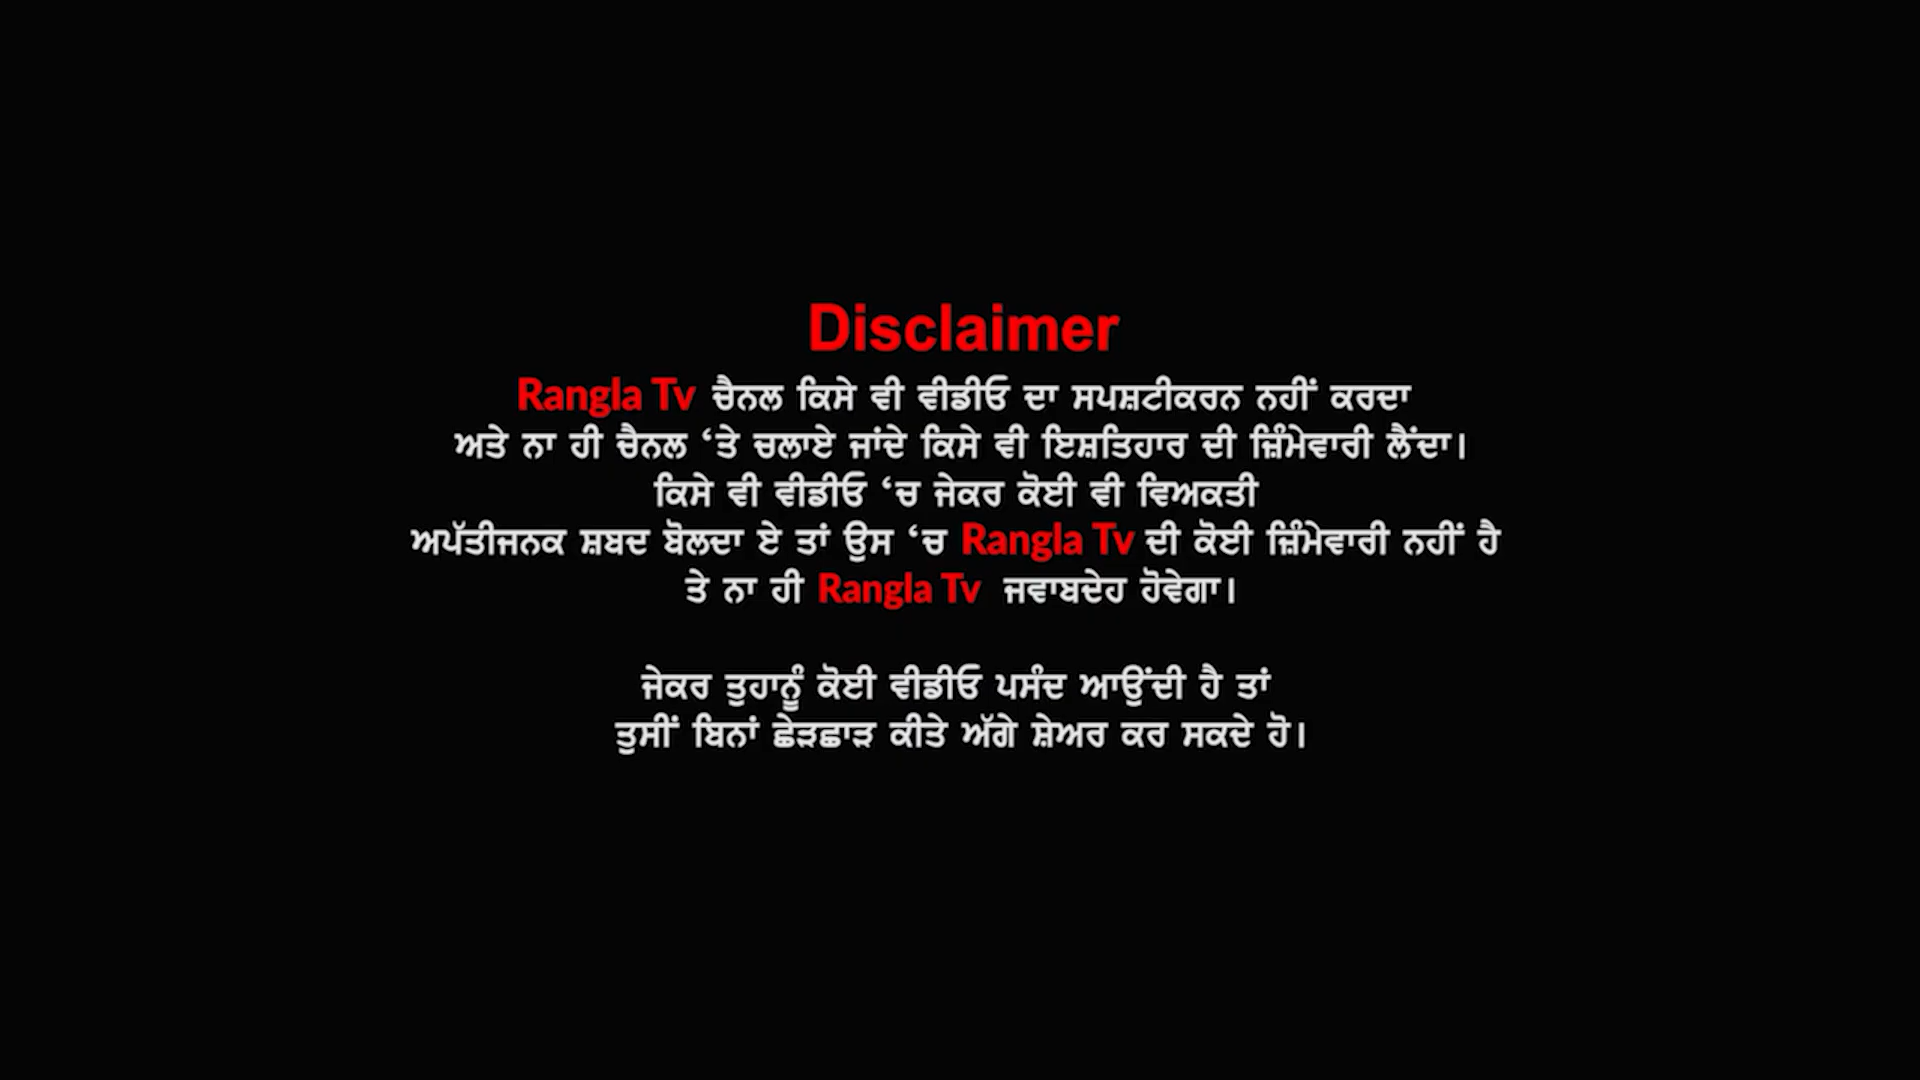 Disclaimer
Rangla Tv ਚੈਨਲ ਕਿਸੇ ਵੀ ਵੀਡੀਓ ਦਾ ਸਪਸ਼ਟੀਕਰਨ ਨਹੀਂ ਕਰਦਾ
ਅਤੇ ਨਾ ਹੀ ਚੈਨਲ ‘ਤੇ ਚਲਾਏ ਜਾਂਦੇ ਕਿਸੇ ਵੀ ਇਸ਼ਤਿਹਾਰ ਦੀ ਜ਼ਿੰਮੇਵਾਰੀ ਲੈਂਦਾ।
ਕਿਸੇ ਵੀ ਵੀਡੀਓ ‘ਚ ਜੇਕਰ ਕੋਈ ਵੀ ਵਿਅਕਤੀ
ਅਪੱਤੀਜਨਕ ਸ਼ਬਦ ਬੋਲਦਾ ਏ ਤਾਂ ਉਸ ‘ਚ Rangla Tv ਦੀ ਕੋਈ ਜ਼ਿੰਮੇਵਾਰੀ ਨਹੀਂ ਹੈ
ਤੇ ਨਾ ਹੀ Rangla Tv ਜਵਾਬਦੇਹ ਹੋਵੇਗਾ।
ਜੇਕਰ ਤੁਹਾਨੂੰ ਕੋਈ ਵੀਡੀਓ ਪਸੰਦ ਆਉਂਦੀ ਹੈ ਤਾਂ
ਤੁਸੀਂ ਬਿਨਾਂ ਛੇੜਛਾੜ ਕੀਤੇ ਅੱਗੇ ਸ਼ੇਅਰ ਕਰ ਸਕਦੇ ਹੋ।